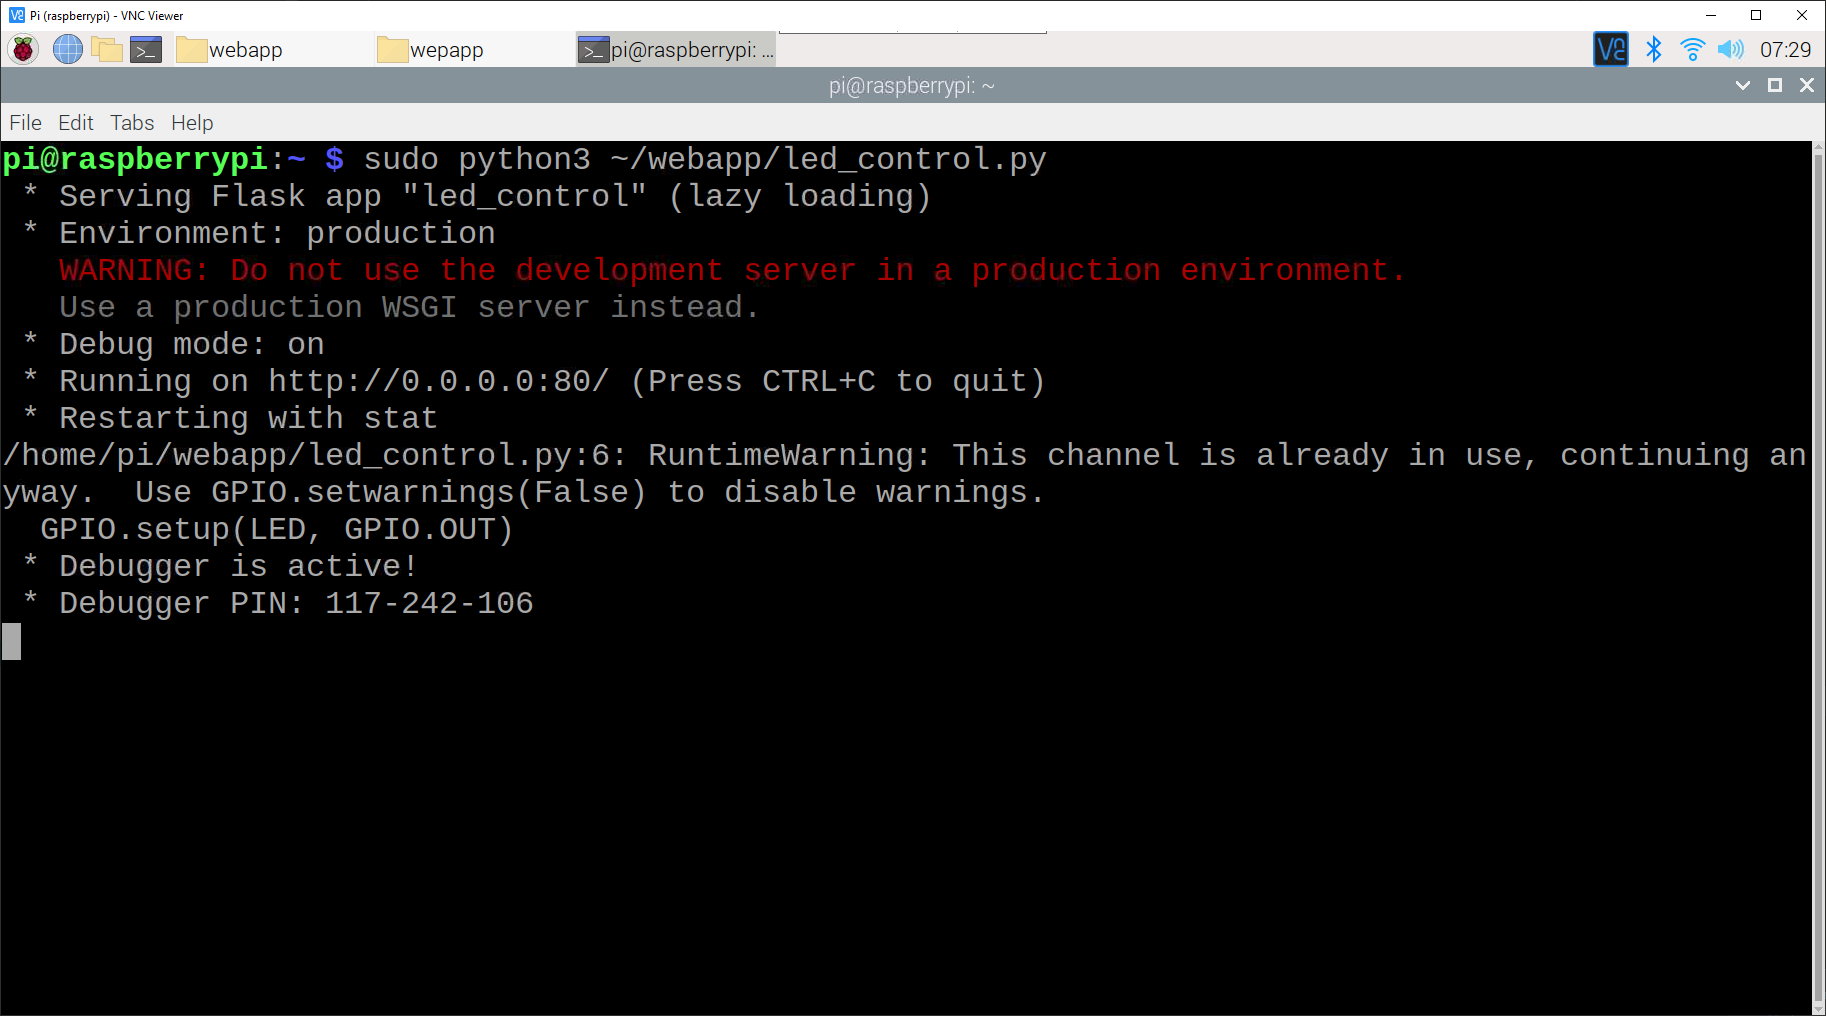 Pi (raspberrypi) - VNC Viewer
webapp
wepapp
pi@raspberrypi: ...
07:29
pi@raspberrypi: ~
File Edit Tabs Help
pi@raspberrypi:~ $ sudo python3 ~/webapp/led_control.py
* Serving Flask app "led_control" (lazy loading)
* Environment: production
WARNING: Do not use the development server in a production environment.
Use a production WSGI server instead.
* Debug mode: on
* Running on http://0.0.0.0:80/ (Press CTRL+C to quit)
* Restarting with stat
/home/pi/webapp/led_control.py:6: RuntimeWarning: This channel is already in use, continuing an
yway.  Use GPIO.setwarnings(False) to disable warnings.
GPIO.setup(LED, GPIO.OUT)
* Debugger is active!
* Debugger PIN: 117-242-106